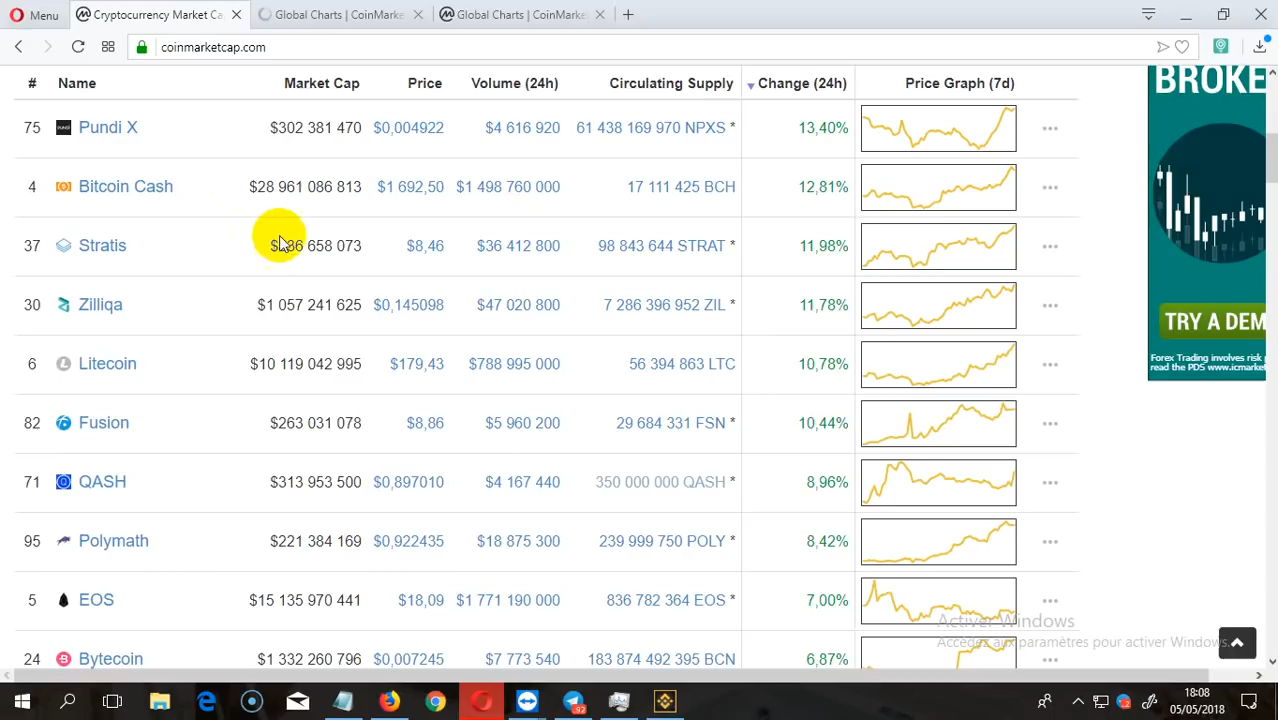 Menu
Cryptocurrency Market Ca
Global Charts | CoinMarke
Global Charts | CoinMarke
coinmarketcap.com
# Name Market Cap Price Volume (24h) Circulating Supply Change (24h) Price Graph (7d)
75 Pundi X $302 381 470 $0,004922 $4 616 920 61 438 169 970 NPXS * 13,40%
4 Bitcoin Cash $28 961 086 813 $1 692,50 $1 498 760 000 17 111 425 BCH 12,81%
37 Stratis 658 073 $8,46 $36 412 800 98 843 644 STRAT * 11,98%
30 Zilliqa $1 057 241 625 $0,145098 $47 020 800 7 286 396 952 ZIL * 11,78%
6 Litecoin $10 119 042 995 $179,43 $788 995 000 56 394 863 LTC 10,78%
82 Fusion $263 031 078 $8,86 $5 960 200 29 684 331 FSN * 10,44%
71 QASH $313 953 500 $0,897010 $4 167 440 350 000 000 QASH * 8,96%
95 Polymath $221 384 169 $0,922435 $18 875 300 239 999 750 POLY * 8,42%
5 EOS $15 135 970 441 $18,09 $1 771 190 000 836 782 364 EOS * 7,00%
24 Bytecoin $1 332 260 796 $0,007245 $7 773 540 183 874 492 395 BCN 6,87%
BROKE
TRY A DEM
Forex Trading involves risk
read the PDS www.icmarke
Activer Windows
Accédez aux paramètres pour activer Windows.
92
18:08
05/05/2018